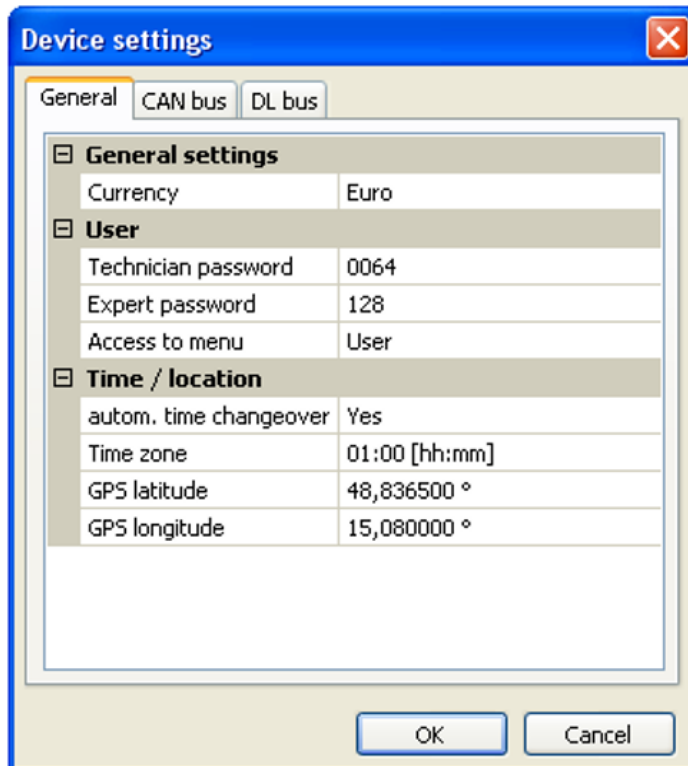 Device settings
General CAN bus DL bus
General settings
Currency Euro
User
Technician password 0064
Expert password 128
Access to menu User
Time / location
autom. time changeover Yes
Time zone 01:00 [hh:mm]
GPS latitude 48,836500 °
GPS longitude 15,080000 °
OK Cancel